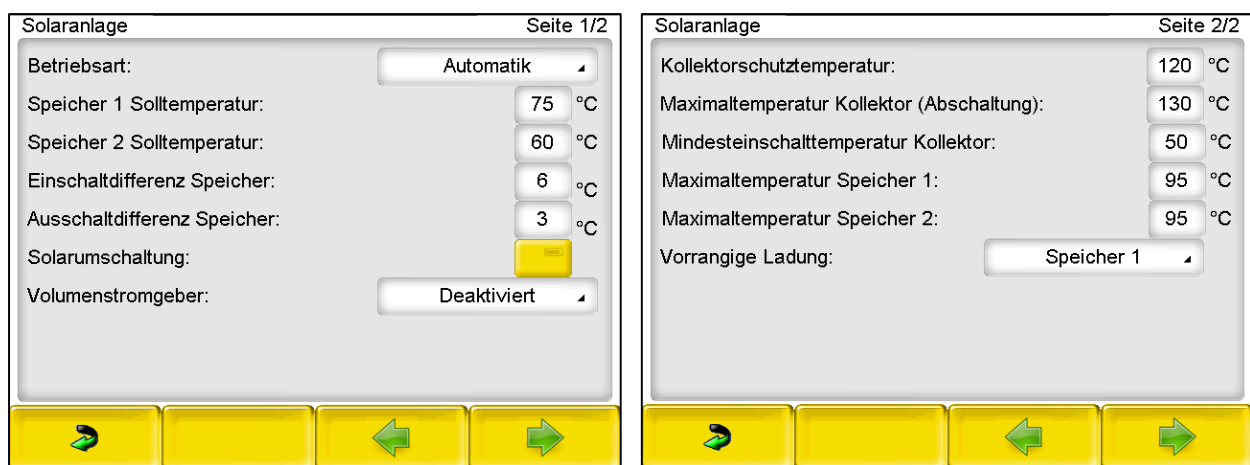 Solaranlage Seite 1/2
Betriebsart: Automatik
Speicher 1 Solltemperatur: 75 °C
Speicher 2 Solltemperatur: 60 °C
Einschaltdifferenz Speicher: 6 °C
Ausschaltdifferenz Speicher: 3 °C
Solarumschaltung:
Volumenstromgeber: Deaktiviert
Solaranlage Seite 2/2
Kollektorschutztemperatur: 120 °C
Maximaltemperatur Kollektor (Abschaltung): 130 °C
Mindesteinschalttemperatur Kollektor: 50 °C
Maximaltemperatur Speicher 1: 95 °C
Maximaltemperatur Speicher 2: 95 °C
Vorrangige Ladung: Speicher 1